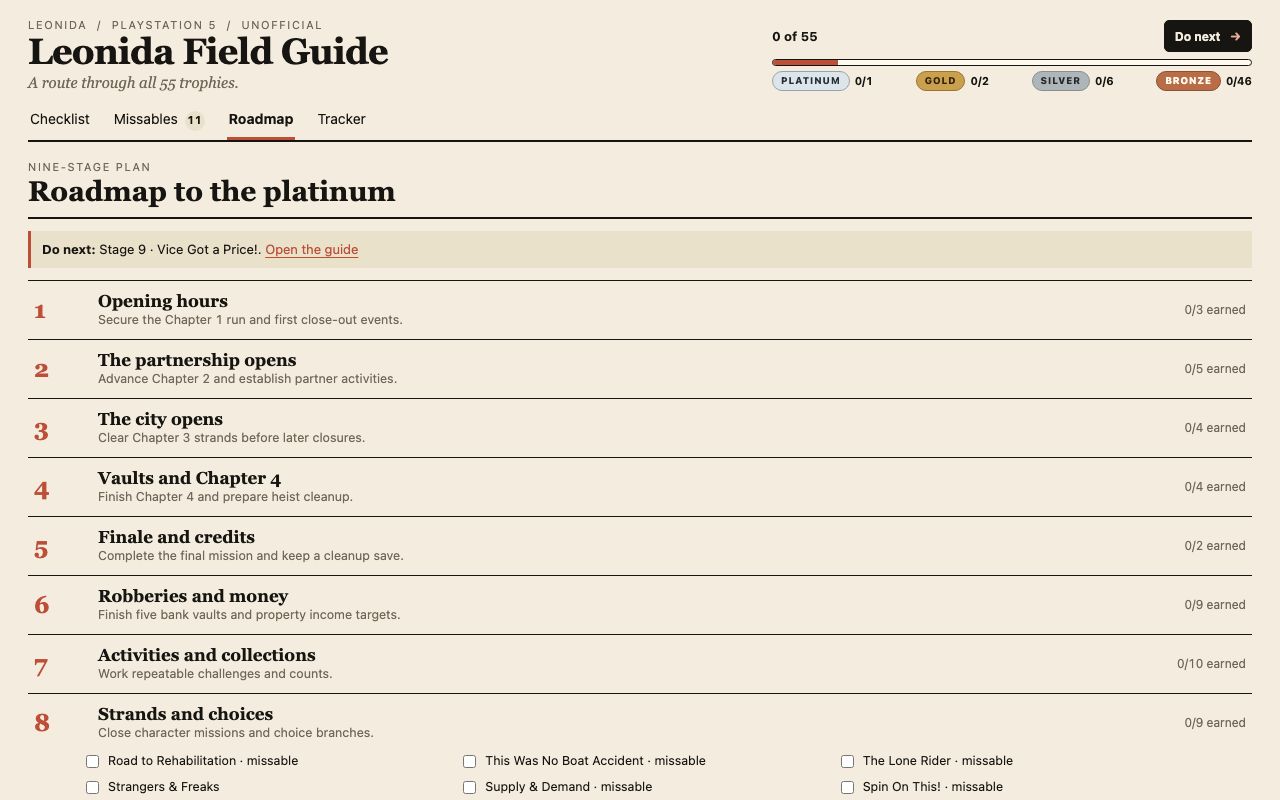 LEONIDA / PLAYSTATION 5 / UNOFFICIAL
Leonida Field Guide
A route through all 55 trophies.
0 of 55
Do next →
PLATINUM 0/1 GOLD 0/2 SILVER 0/6 BRONZE 0/46
Checklist Missables 11 Roadmap Tracker
NINE-STAGE PLAN
Roadmap to the platinum
Do next: Stage 9 · Vice Got a Price!. Open the guide
1 Opening hours 0/3 earned
Secure the Chapter 1 run and first close-out events.
2 The partnership opens 0/5 earned
Advance Chapter 2 and establish partner activities.
3 The city opens 0/4 earned
Clear Chapter 3 strands before later closures.
4 Vaults and Chapter 4 0/4 earned
Finish Chapter 4 and prepare heist cleanup.
5 Finale and credits 0/2 earned
Complete the final mission and keep a cleanup save.
6 Robberies and money 0/9 earned
Finish five bank vaults and property income targets.
7 Activities and collections 0/10 earned
Work repeatable challenges and counts.
8 Strands and choices 0/9 earned
Close character missions and choice branches.
Road to Rehabilitation · missable This Was No Boat Accident · missable The Lone Rider · missable
Strangers & Freaks Supply & Demand · missable Spin On This! · missable